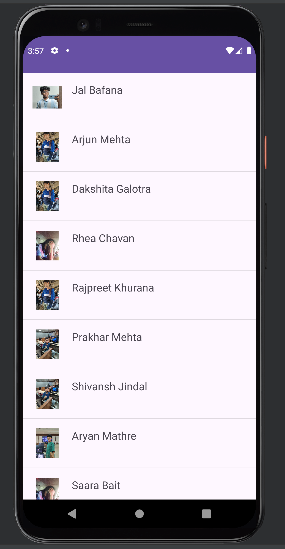 3:57
Jal Bafana
Arjun Mehta
Dakshita Galotra
Rhea Chavan
Rajpreet Khurana
Prakhar Mehta
Shivansh Jindal
Aryan Mathre
Saara Bait